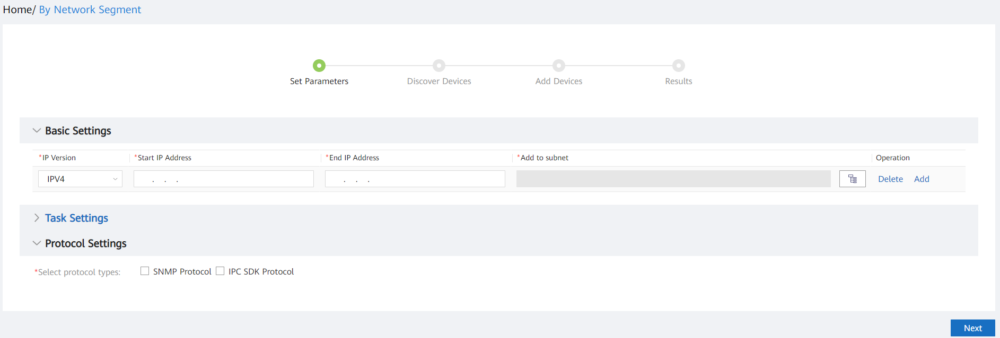 Home/ By Network Segment
Set Parameters Discover Devices Add Devices Results
Basic Settings
*IP Version *Start IP Address *End IP Address *Add to subnet Operation
IPV4 . . . . . . Delete Add
Task Settings
Protocol Settings
*Select protocol types: SNMP Protocol IPC SDK Protocol
Next